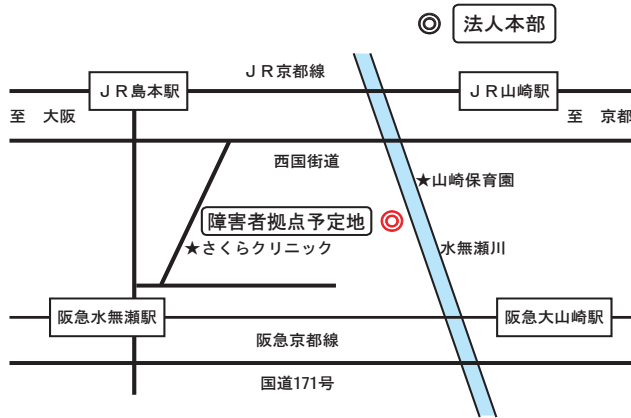 法人本部
ＪＲ京都線
ＪＲ島本駅
ＪＲ山崎駅
至　大阪
至　京都
西国街道
★山崎保育園
障害者拠点予定地
★さくらクリニック
水無瀬川
阪急水無瀬駅
阪急大山崎駅
阪急京都線
国道171号